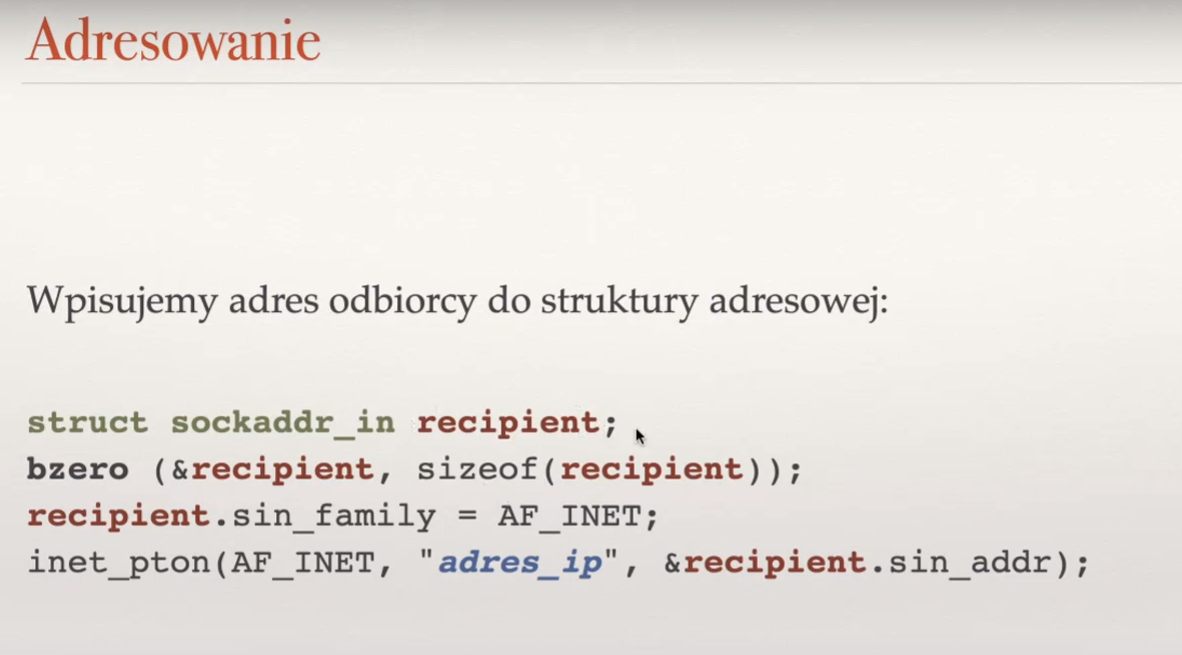 Adresowanie
Wpisujemy adres odbiorcy do struktury adresowej:
struct sockaddr_in recipient;
bzero (&recipient, sizeof(recipient));
recipient.sin_family = AF_INET;
inet_pton(AF_INET, "adres_ip", &recipient.sin_addr);